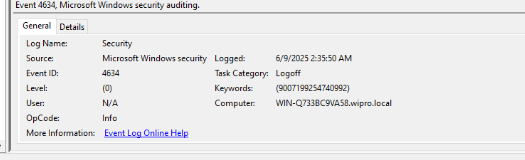 Event 4634, Microsoft Windows security auditing.
General Details
Log Name: Security
Source: Microsoft Windows security Logged: 6/9/2025 2:35:50 AM
Event ID: 4634 Task Category: Logoff
Level: (0) Keywords: (9007199254740992)
User: N/A Computer: WIN-Q733BC9VA58.wipro.local
OpCode: Info
More Information: Event Log Online Help